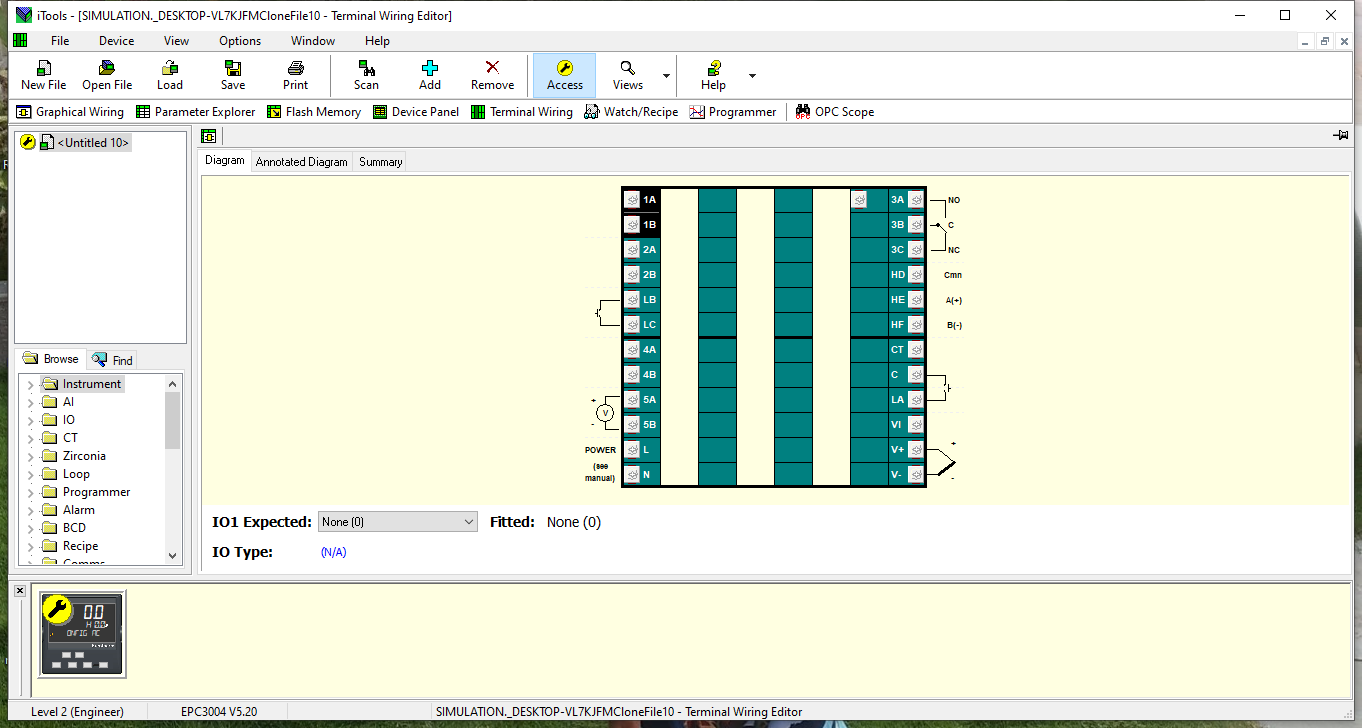 iTools - [SIMULATION._DESKTOP-VL7KJFMCloneFile10 - Terminal Wiring Editor]
File Device View Options Window Help
New File Open File Load Save Print Scan Add Remove Access Views Help
Graphical Wiring Parameter Explorer Flash Memory Device Panel Terminal Wiring Watch/Recipe Programmer OPC Scope
<Untitled 10>
Browse Find
Instrument
AI
IO
CT
Zirconia
Loop
Programmer
Alarm
BCD
Recipe
Comms
Diagram Annotated Diagram Summary
1A 3A NO
1B 3B C
2A 3C NC
2B HD Cmn
LB HE A(+)
LC HF B(-)
4A CT
4B C
+ 5A LA
V
- 5B VI
POWER L V+ +
(see
manual) N V- -
IO1 Expected: None (0) Fitted: None (0)
IO Type: (N/A)
0.0
H 0.0
Level 2 (Engineer) EPC3004 V5.20 SIMULATION._DESKTOP-VL7KJFMCloneFile10 - Terminal Wiring Editor